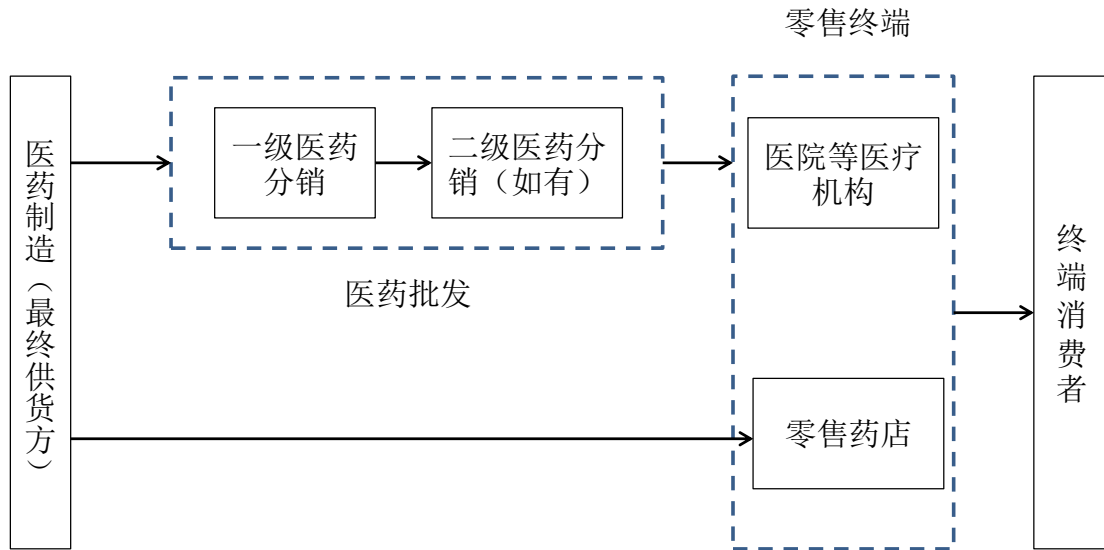 零售终端
医药制造（最终供货方）
一级医药
分销
二级医药分
销（如有）
医药批发
医院等医疗
机构
零售药店
终端消费者